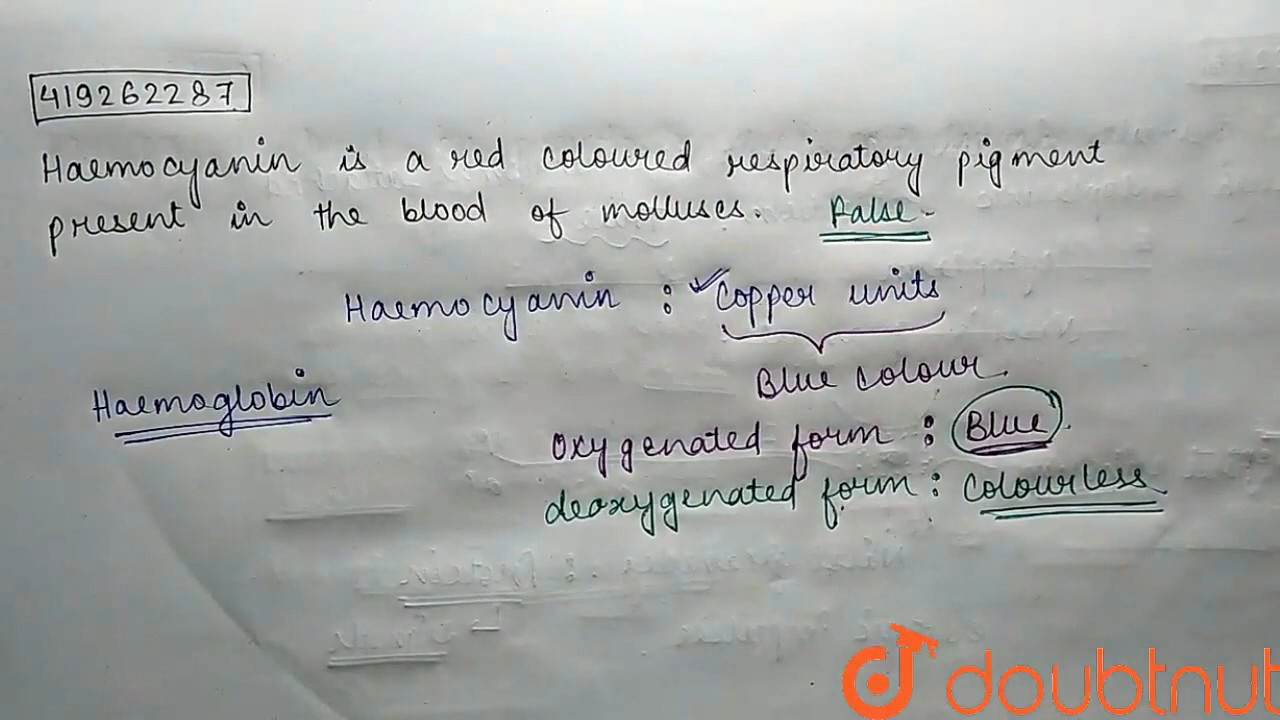 419262287
Haemocyanin is a red coloured respiratory pigment
present in the blood of molluses. False.
Haemocyanin : copper units
Blue colour.
Haemoglobin
oxygenated form : Blue.
deoxygenated form : Colourless
doubtnut